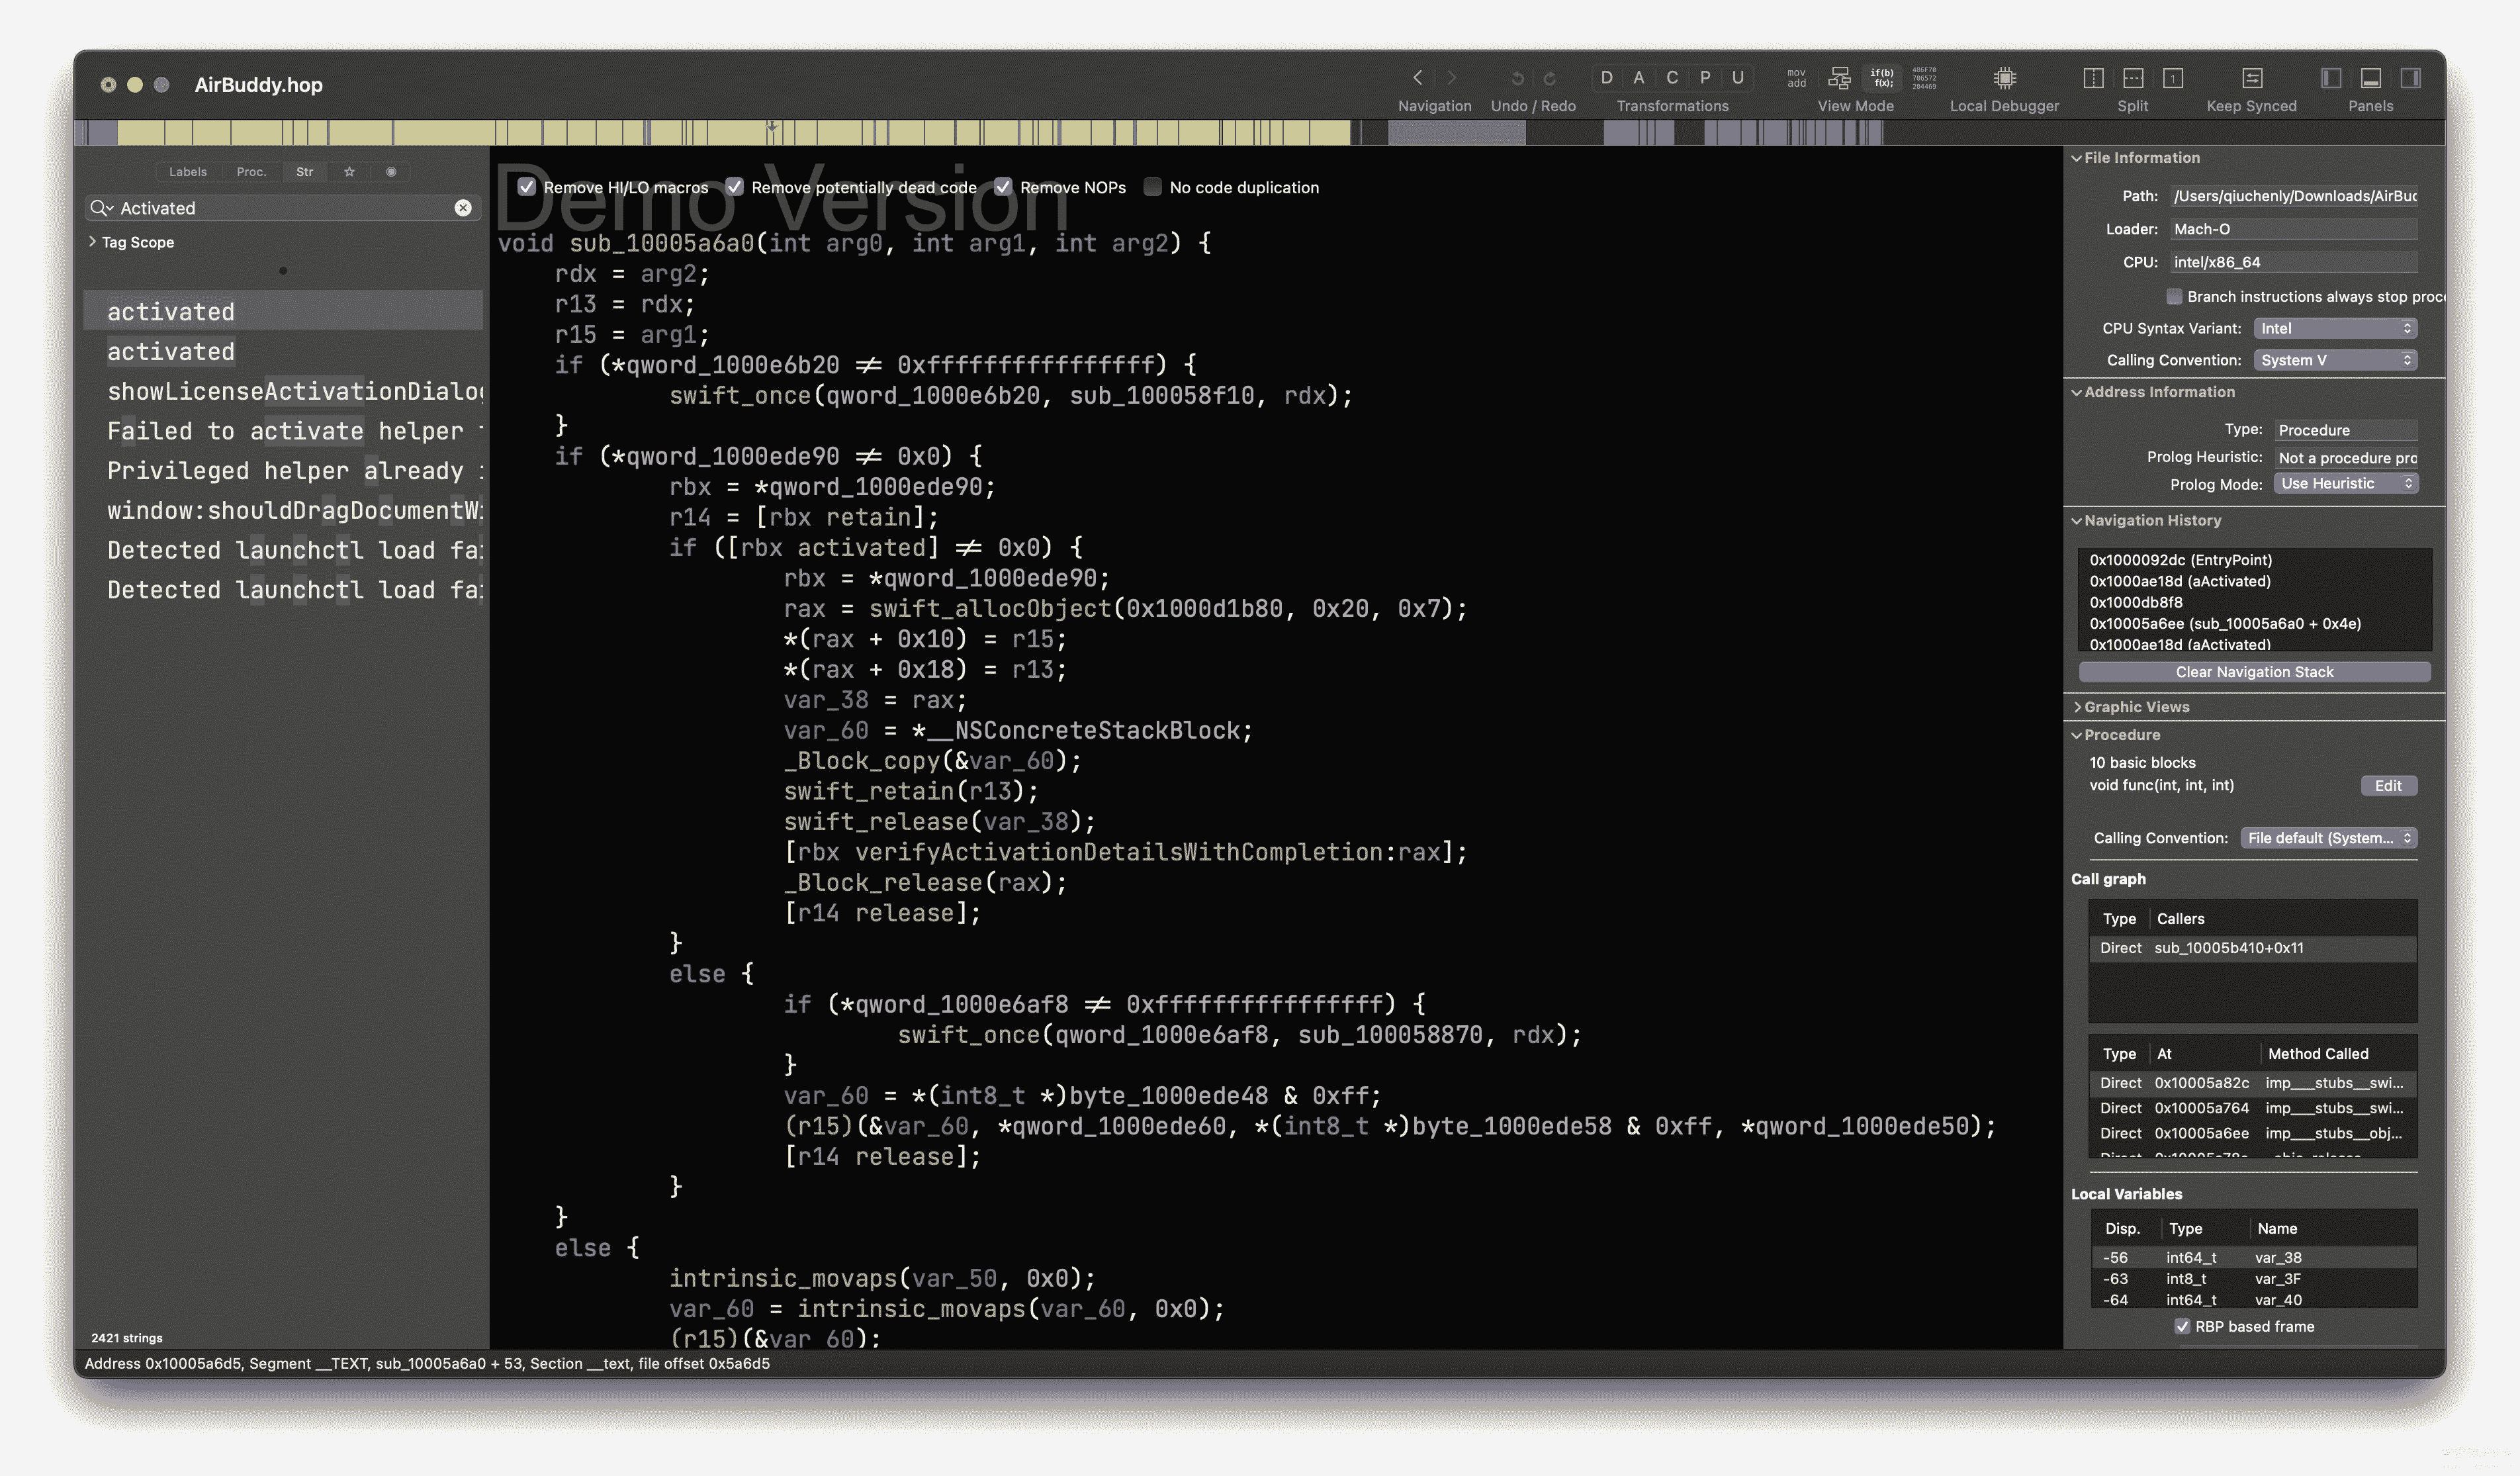 AirBuddy.hop
D A C P U
mov
add
if(b)
f(x);
486F70
706572
204469
1
Navigation
Undo / Redo
Transformations
View Mode
Local Debugger
Split
Keep Synced
Panels
Labels
Proc.
Str
Activated
Tag Scope
activated
activated
showLicenseActivationDialog
Failed to activate helper
Privileged helper already
window:shouldDragDocumentW
Detected launchctl load fa
Detected launchctl load fa
2421 strings
Demo Version
Remove HI/LO macros
Remove potentially dead code
Remove NOPs
No code duplication
void sub_10005a6a0(int arg0, int arg1, int arg2) {
rdx = arg2;
r13 = rdx;
r15 = arg1;
if (*qword_1000e6b20 ≠ 0xffffffffffffffff) {
swift_once(qword_1000e6b20, sub_100058f10, rdx);
}
if (*qword_1000ede90 ≠ 0x0) {
rbx = *qword_1000ede90;
r14 = [rbx retain];
if ([rbx activated] ≠ 0x0) {
rbx = *qword_1000ede90;
rax = swift_allocObject(0x1000d1b80, 0x20, 0x7);
*(rax + 0x10) = r15;
*(rax + 0x18) = r13;
var_38 = rax;
var_60 = *__NSConcreteStackBlock;
_Block_copy(&var_60);
swift_retain(r13);
swift_release(var_38);
[rbx verifyActivationDetailsWithCompletion:rax];
_Block_release(rax);
[r14 release];
}
else {
if (*qword_1000e6af8 ≠ 0xffffffffffffffff) {
swift_once(qword_1000e6af8, sub_100058870, rdx);
}
var_60 = *(int8_t *)byte_1000ede48 & 0xff;
(r15)(&var_60, *qword_1000ede60, *(int8_t *)byte_1000ede58 & 0xff, *qword_1000ede50);
[r14 release];
}
}
else {
intrinsic_movaps(var_50, 0x0);
var_60 = intrinsic_movaps(var_60, 0x0);
(r15)(&var_60);
File Information
Path: /Users/qiuchenly/Downloads/AirBud
Loader: Mach-O
CPU: intel/x86_64
Branch instructions always stop proc
CPU Syntax Variant: Intel
Calling Convention: System V
Address Information
Type: Procedure
Prolog Heuristic: Not a procedure pro
Prolog Mode: Use Heuristic
Navigation History
0x1000092dc (EntryPoint)
0x1000ae18d (aActivated)
0x1000db8f8
0x10005a6ee (sub_10005a6a0 + 0x4e)
0x1000ae18d (aActivated)
Clear Navigation Stack
Graphic Views
Procedure
10 basic blocks
void func(int, int, int)
Edit
Calling Convention: File default (System...
Call graph
Type Callers
Direct sub_10005b410+0x11
Type At Method Called
Direct 0x10005a82c imp___stubs__swi...
Direct 0x10005a764 imp___stubs__swi...
Direct 0x10005a6ee imp___stubs__obj...
Local Variables
Disp. Type Name
-56 int64_t var_38
-63 int8_t var_3F
-64 int64_t var_40
RBP based frame
Address 0x10005a6d5, Segment __TEXT, sub_10005a6a0 + 53, Section __text, file offset 0x5a6d5